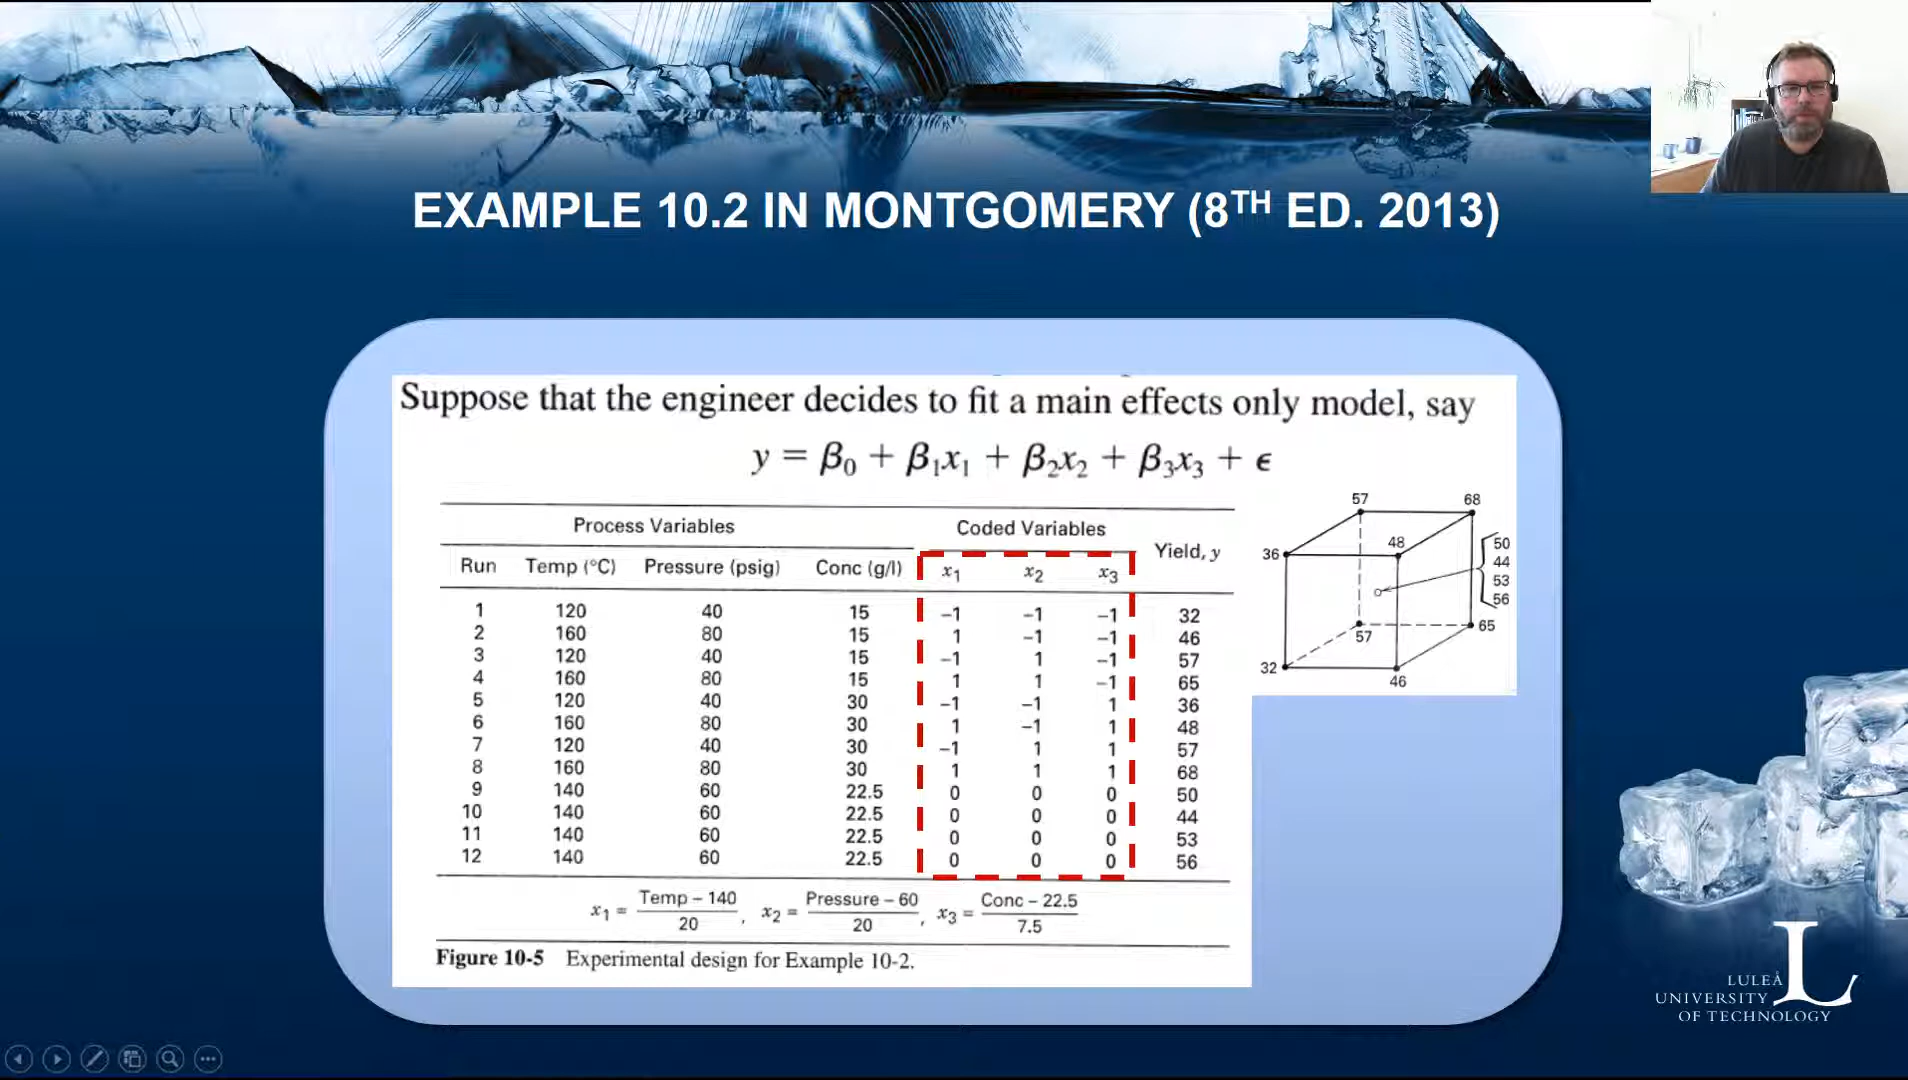 EXAMPLE 10.2 IN MONTGOMERY (8TH ED. 2013)
Suppose that the engineer decides to fit a main effects only model, say
y = β0 + β1x1 + β2x2 + β3x3 + ϵ
Process Variables Coded Variables
Run Temp (°C) Pressure (psig) Conc (g/l) x1 x2 x3 Yield, y
1 120 40 15 −1 −1 −1 32
2 160 80 15 1 −1 −1 46
3 120 40 15 −1 1 −1 57
4 160 80 15 1 1 −1 65
5 120 40 30 −1 −1 1 36
6 160 80 30 1 −1 1 48
7 120 40 30 −1 1 1 57
8 160 80 30 1 1 1 68
9 140 60 22.5 0 0 0 50
10 140 60 22.5 0 0 0 44
11 140 60 22.5 0 0 0 53
12 140 60 22.5 0 0 0 56
x1 = Temp − 140 / 20 , x2 = Pressure − 60 / 20 , x3 = Conc − 22.5 / 7.5
Figure 10-5 Experimental design for Example 10-2.
57 68
36 48
50
44
53
56
57 65
32 46
LULEÅ
UNIVERSITY
OF TECHNOLOGY
L